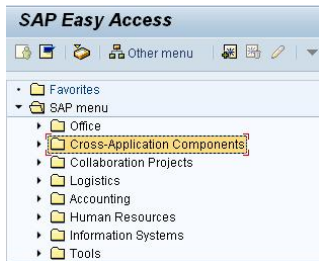 SAP Easy Access
Other menu
Favorites
SAP menu
Office
Cross-Application Components
Collaboration Projects
Logistics
Accounting
Human Resources
Information Systems
Tools